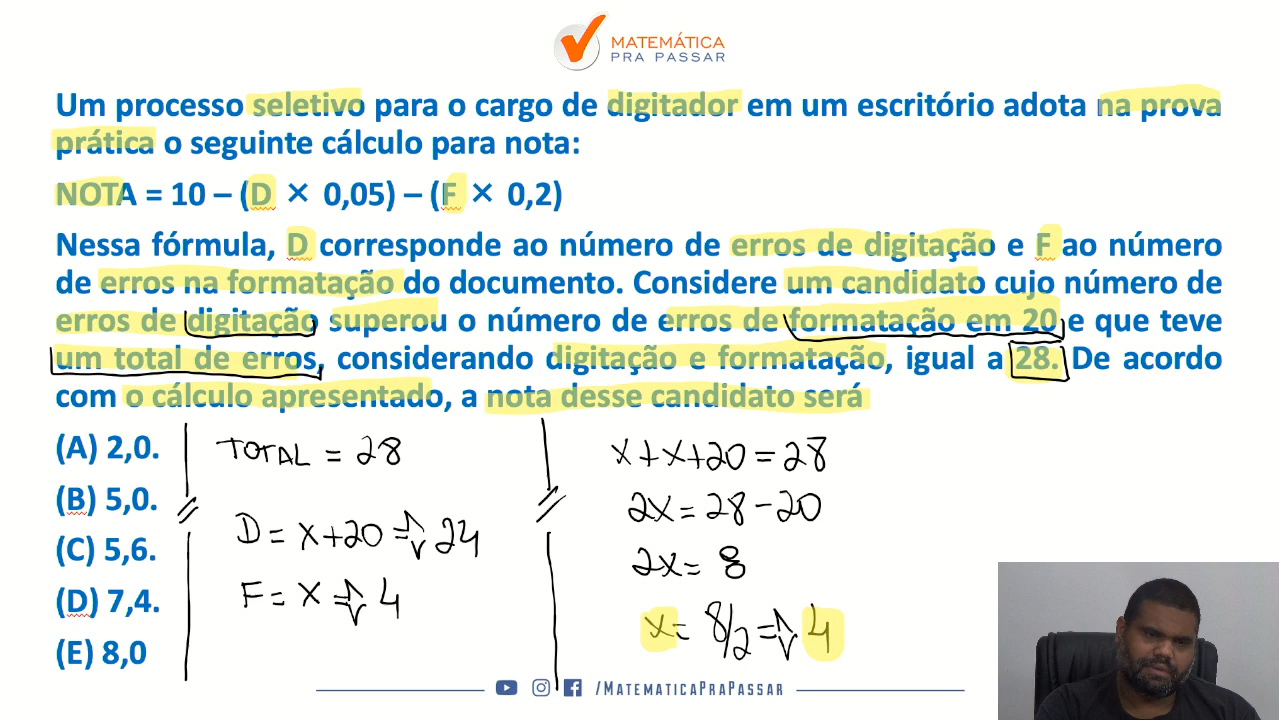 MATEMÁTICA
PRA PASSAR
Um processo seletivo para o cargo de digitador em um escritório adota na prova
prática o seguinte cálculo para nota:
NOTA = 10 – (D × 0,05) – (F × 0,2)
Nessa fórmula, D corresponde ao número de erros de digitação e F ao número
de erros na formatação do documento. Considere um candidato cujo número de
erros de digitação superou o número de erros de formatação em 20 e que teve
um total de erros, considerando digitação e formatação, igual a 28. De acordo
com o cálculo apresentado, a nota desse candidato será
(A) 2,0.
(B) 5,0.
(C) 5,6.
(D) 7,4.
(E) 8,0
TOTAL = 28
D = x+20 => 24
F = x => 4
x+x+20=28
2x=28-20
2x=8
x=8/2=>4
/MatematicaPraPassar